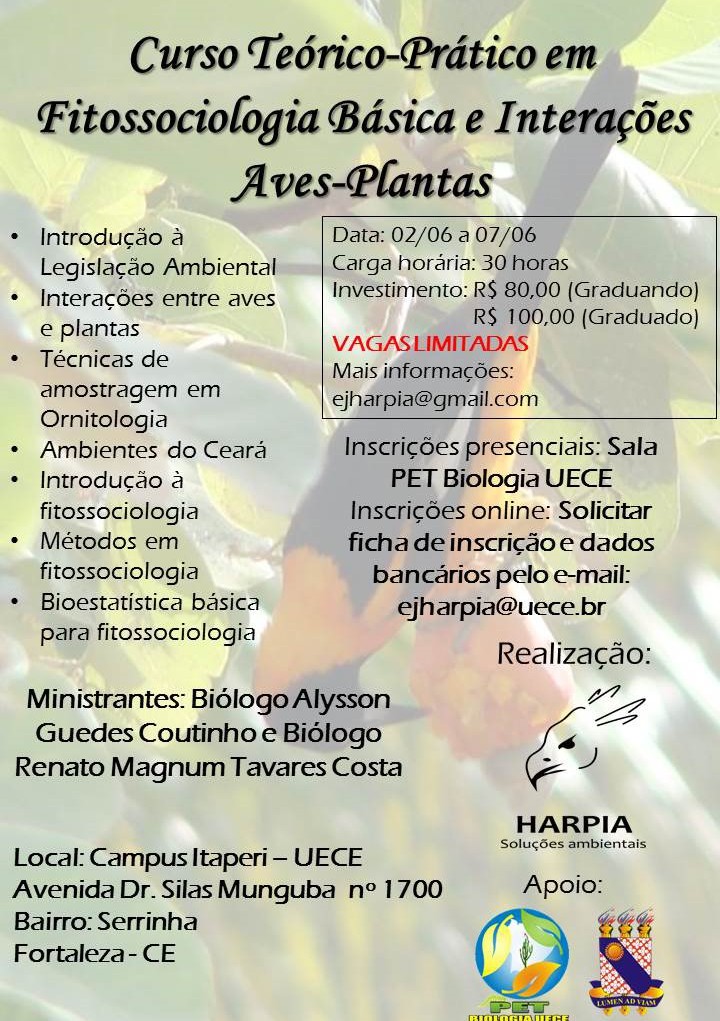 Curso Teórico-Prático em
Fitossociologia Básica e Interações
Aves-Plantas
• Introdução à
Legislação Ambiental
• Interações entre aves
e plantas
• Técnicas de
amostragem em
Ornitologia
• Ambientes do Ceará
• Introdução à
fitossociologia
• Métodos em
fitossociologia
• Bioestatística básica
para fitossociologia
Data: 02/06 a 07/06
Carga horária: 30 horas
Investimento: R$ 80,00 (Graduando)
R$ 100,00 (Graduado)
VAGAS LIMITADAS
Mais informações:
ejharpia@gmail.com
Inscrições presenciais: Sala
PET Biologia UECE
Inscrições online: Solicitar
ficha de inscrição e dados
bancários pelo e-mail:
ejharpia@uece.br
Ministrantes: Biólogo Alysson
Guedes Coutinho e Biólogo
Renato Magnum Tavares Costa
Realização:
HARPIA
Soluções ambientais
Local: Campus Itaperi – UECE
Avenida Dr. Silas Munguba nº 1700
Bairro: Serrinha
Fortaleza - CE
Apoio:
PET
BIOLOGIA UECE
LUMEN AD VIAM